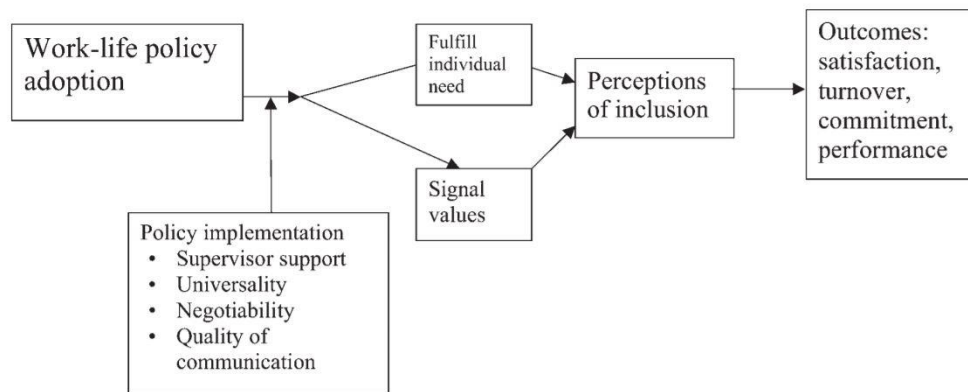 Work-life policy
adoption
Fulfill
individual
need
Perceptions
of inclusion
Outcomes:
satisfaction,
turnover,
commitment,
performance
Signal
values
Policy implementation
• Supervisor support
• Universality
• Negotiability
• Quality of
communication